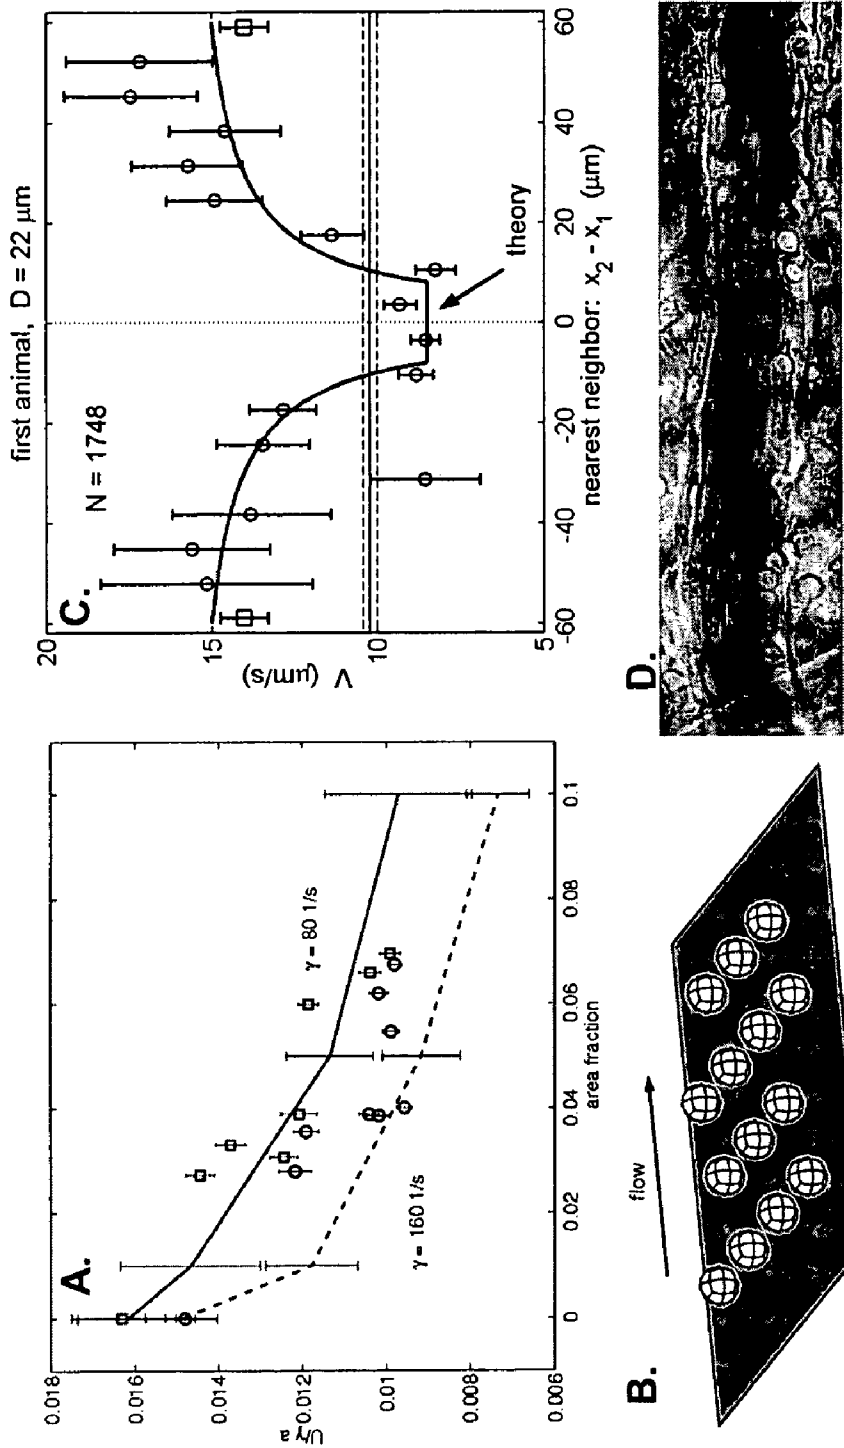 A.
0.018
0.016
0.014
0.012
0.01
0.008
0.006
U/γ a
0
0.02
0.04
0.06
0.08
0.1
area fraction
γ = 80 1/s
γ = 160 1/s
B.
flow
C.
first animal, D = 22 μm
N = 1748
20
15
10
5
V (μm/s)
-60
-40
-20
0
20
40
60
nearest neighbor: x2 - x1 (μm)
theory
D.